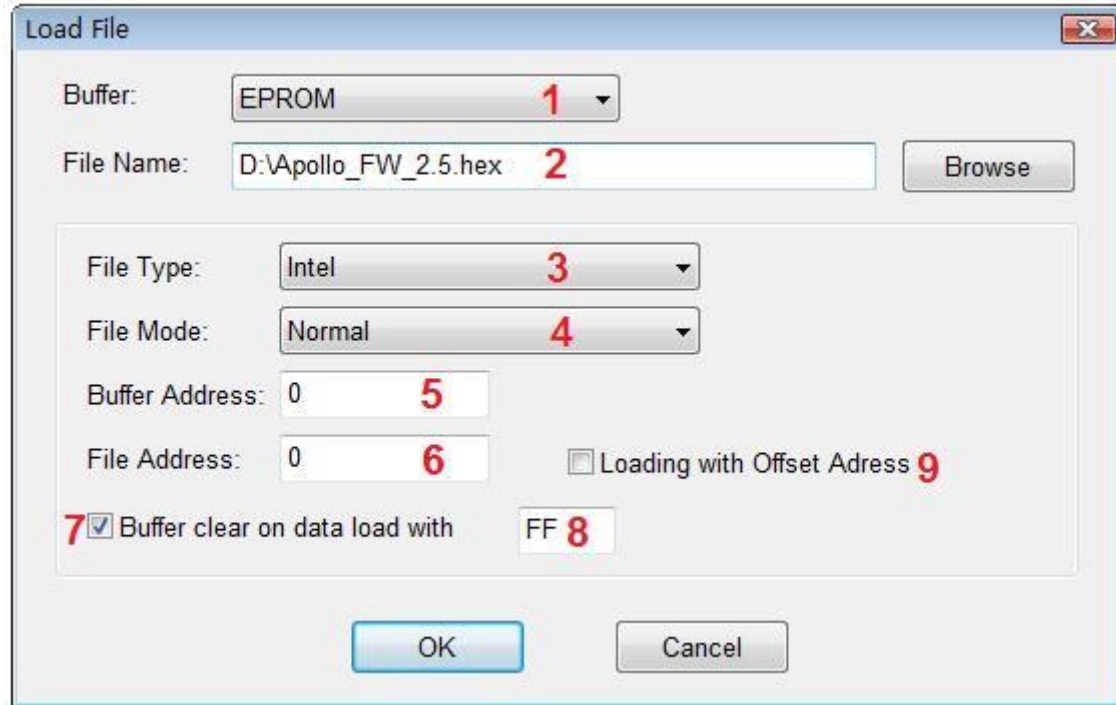 Load File
Buffer: EPROM 1
File Name: D:\Apollo_FW_2.5.hex 2 Browse
File Type: Intel 3
File Mode: Normal 4
Buffer Address: 0 5
File Address: 0 6 Loading with Offset Adress 9
7 Buffer clear on data load with FF 8
OK Cancel